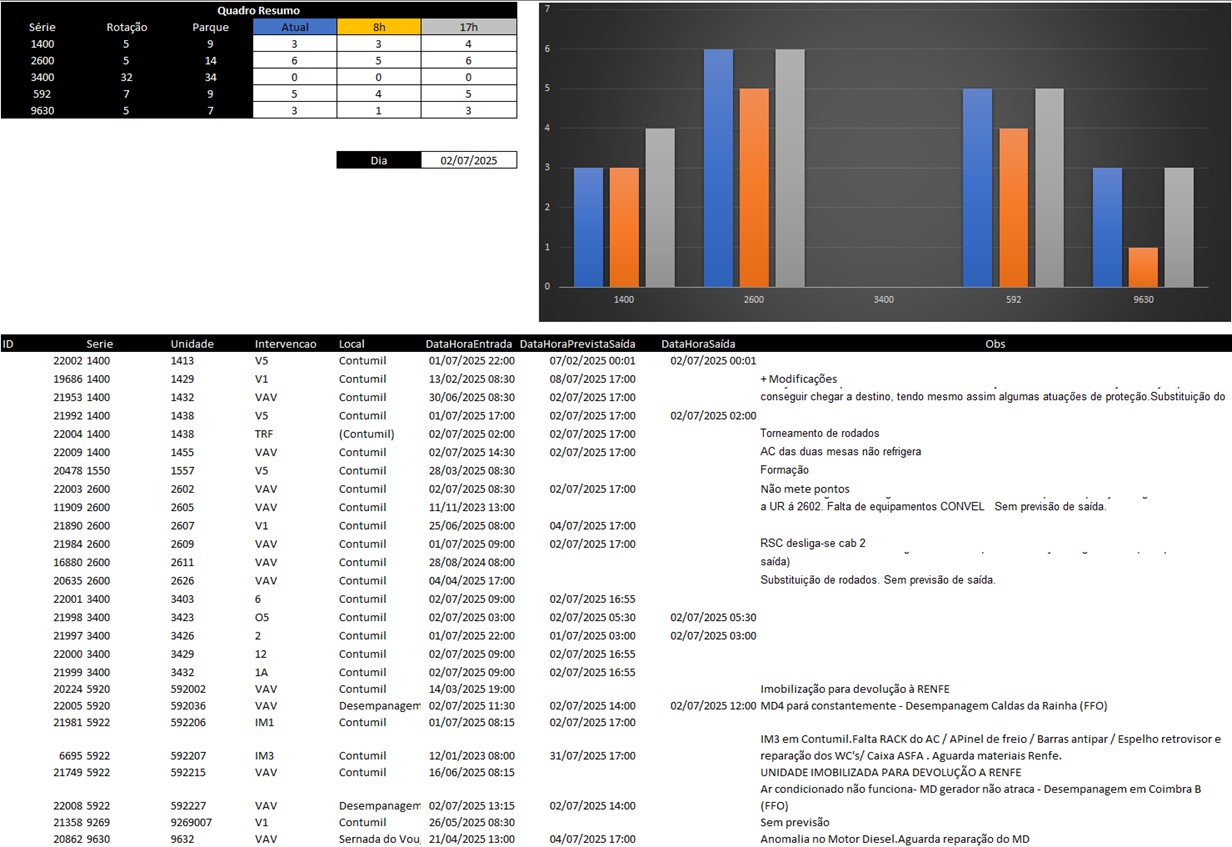 Quadro Resumo
Série Rotação Parque Atual 8h 17h
1400 5 9 3 3 4
2600 5 14 6 5 6
3400 32 34 0 0 0
592 7 9 5 4 5
9630 5 7 3 1 3
Dia 02/07/2025
7
6
5
4
3
2
1
0
1400 2600 3400 592 9630
ID Serie Unidade Intervencao Local DataHoraEntrada DataHoraPrevistaSaída DataHoraSaída Obs
22002 1400 1413 V5 Contumil 01/07/2025 22:00 07/02/2025 00:01 02/07/2025 00:01
19686 1400 1429 V1 Contumil 13/02/2025 08:30 08/07/2025 17:00 + Modificações
21953 1400 1432 VAV Contumil 30/06/2025 08:30 02/07/2025 17:00 conseguir chegar a destino, tendo mesmo assim algumas atuações de proteção.Substituição do
21992 1400 1438 V5 Contumil 01/07/2025 17:00 02/07/2025 17:00 02/07/2025 02:00
22004 1400 1438 TRF (Contumil) 02/07/2025 02:00 02/07/2025 17:00 Torneamento de rodados
22009 1400 1455 VAV Contumil 02/07/2025 14:30 02/07/2025 17:00 AC das duas mesas não refrigera
20478 1550 1557 V5 Contumil 28/03/2025 08:30 Formação
22003 2600 2602 VAV Contumil 02/07/2025 08:30 02/07/2025 17:00 Não mete pontos
11909 2600 2605 VAV Contumil 11/11/2023 13:00 a UR á 2602. Falta de equipamentos CONVEL Sem previsão de saída.
21890 2600 2607 V1 Contumil 25/06/2025 08:00 04/07/2025 17:00
21984 2600 2609 VAV Contumil 01/07/2025 09:00 02/07/2025 17:00 RSC desliga-se cab 2
16880 2600 2611 VAV Contumil 28/08/2024 08:00 saída)
20635 2600 2626 VAV Contumil 04/04/2025 17:00 Substituição de rodados. Sem previsão de saída.
22001 3400 3403 6 Contumil 02/07/2025 09:00 02/07/2025 16:55
21998 3400 3423 O5 Contumil 02/07/2025 03:00 02/07/2025 05:30 02/07/2025 05:30
21997 3400 3426 2 Contumil 01/07/2025 22:00 01/07/2025 03:00 02/07/2025 03:00
22000 3400 3429 12 Contumil 02/07/2025 09:00 02/07/2025 16:55
21999 3400 3432 1A Contumil 02/07/2025 09:00 02/07/2025 16:55
20224 5920 592002 VAV Contumil 14/03/2025 19:00 Imobilização para devolução à RENFE
22005 5920 592036 VAV Desempanagem 02/07/2025 11:30 02/07/2025 14:00 02/07/2025 12:00 MD4 pará constantemente - Desempanagem Caldas da Rainha (FFO)
21981 5922 592206 IM1 Contumil 01/07/2025 08:15 02/07/2025 17:00
IM3 em Contumil.Falta RACK do AC / APinel de freio / Barras antipar / Espelho retrovisor e
6695 5922 592207 IM3 Contumil 12/01/2023 08:00 31/07/2025 17:00 reparação dos WC's/ Caixa ASFA . Aguarda materiais Renfe.
21749 5922 592215 VAV Contumil 16/06/2025 08:15 UNIDADE IMOBILIZADA PARA DEVOLUÇÃO A RENFE
Ar condicionado não funciona- MD gerador não atraca - Desempanagem em Coimbra B
22008 5922 592227 VAV Desempanagem 02/07/2025 13:15 02/07/2025 14:00 (FFO)
21358 9269 9269007 V1 Contumil 26/05/2025 08:30 Sem previsão
20862 9630 9632 VAV Sernada do Vou 21/04/2025 13:00 04/07/2025 17:00 Anomalia no Motor Diesel.Aguarda reparação do MD